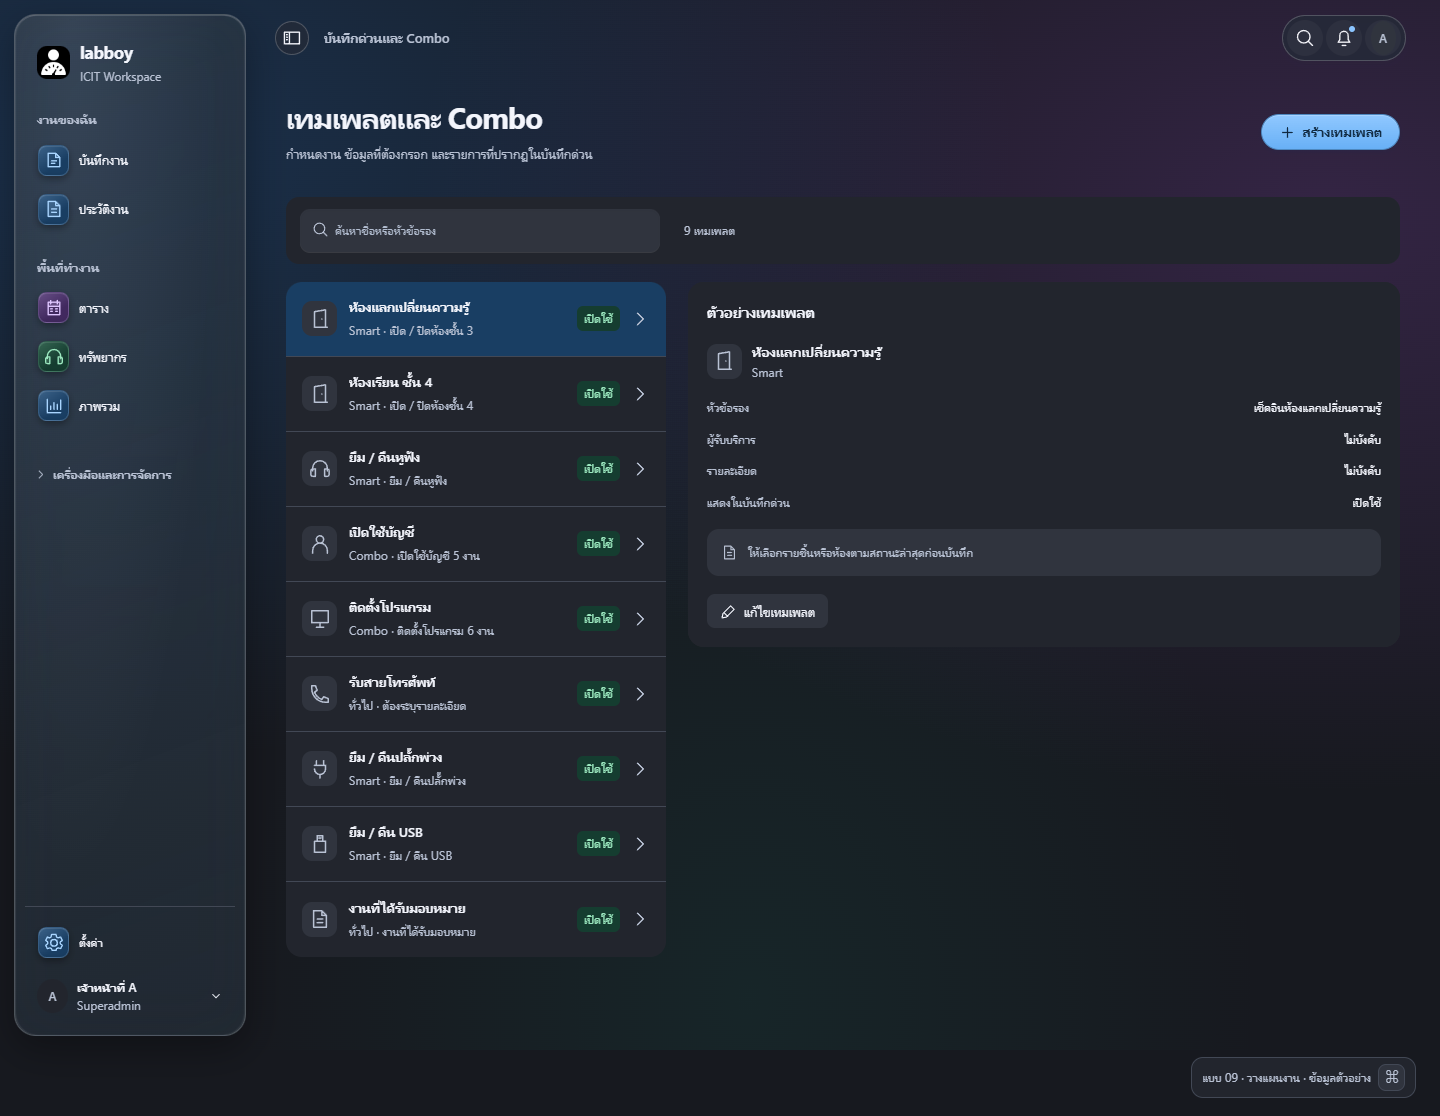 labboy
ICIT Workspace
งานของฉัน
บันทึกงาน
ประวัติงาน
พื้นที่ทำงาน
ตาราง
ทรัพยากร
ภาพรวม
เครื่องมือและการจัดการ
ตั้งค่า
A
เจ้าหน้าที่ A
Superadmin
บันทึกด่วนและ Combo
A
เทมเพลตและ Combo
กำหนดงาน ข้อมูลที่ต้องกรอก และรายการที่ปรากฏในบันทึกด่วน
สร้างเทมเพลต
ค้นหาชื่อหรือหัวข้อรอง
9 เทมเพลต
ห้องแลกเปลี่ยนความรู้
Smart · เปิด / ปิดห้องชั้น 3
เปิดใช้
ห้องเรียน ชั้น 4
Smart · เปิด / ปิดห้องชั้น 4
เปิดใช้
ยืม / คืนหูฟัง
Smart · ยืม / คืนหูฟัง
เปิดใช้
เปิดใช้บัญชี
Combo · เปิดใช้บัญชี 5 งาน
เปิดใช้
ติดตั้งโปรแกรม
Combo · ติดตั้งโปรแกรม 6 งาน
เปิดใช้
รับสายโทรศัพท์
ทั่วไป · ต้องระบุรายละเอียด
เปิดใช้
ยืม / คืนปลั๊กพ่วง
Smart · ยืม / คืนปลั๊กพ่วง
เปิดใช้
ยืม / คืน USB
Smart · ยืม / คืน USB
เปิดใช้
งานที่ได้รับมอบหมาย
ทั่วไป · งานที่ได้รับมอบหมาย
เปิดใช้
ตัวอย่างเทมเพลต
ห้องแลกเปลี่ยนความรู้
Smart
หัวข้อรอง เช็คอินห้องแลกเปลี่ยนความรู้
ผู้รับบริการ ไม่บังคับ
รายละเอียด ไม่บังคับ
แสดงในบันทึกด่วน เปิดใช้
ให้เลือกรายชิ้นหรือห้องตามสถานะล่าสุดก่อนบันทึก
แก้ไขเทมเพลต
แบบ 09 · วางแผนงาน · ข้อมูลตัวอย่าง ⌘